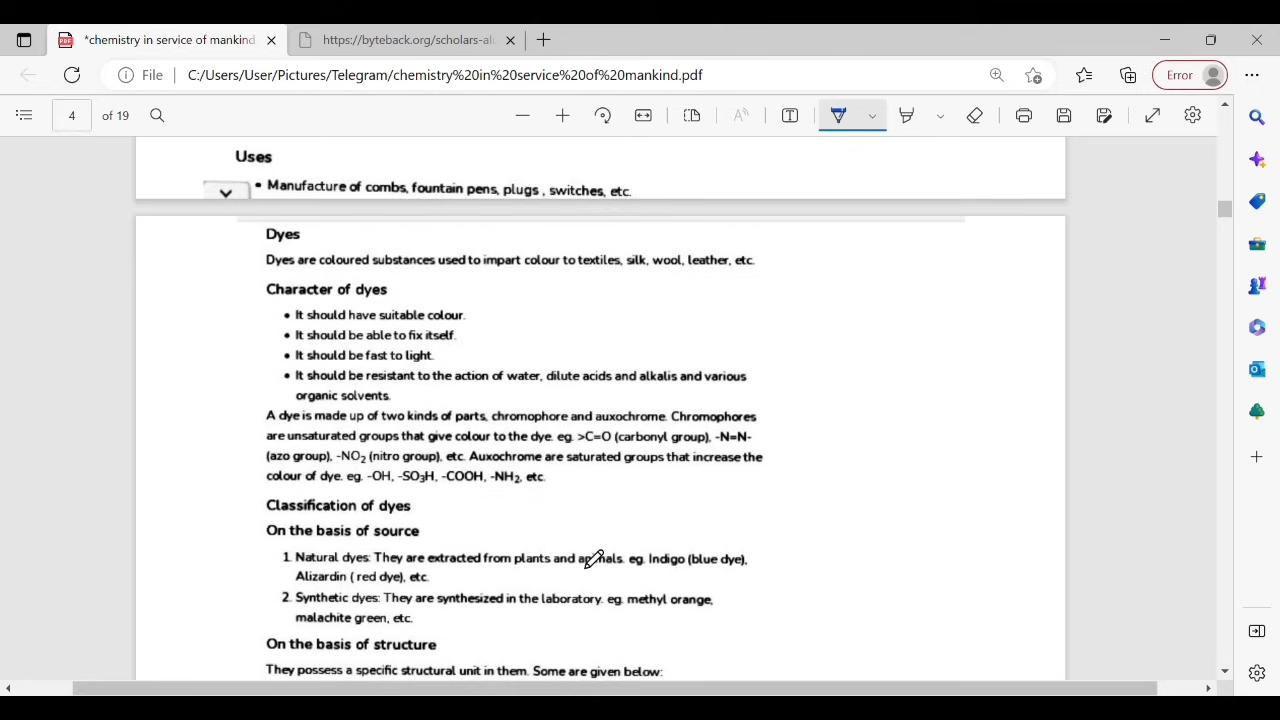 *chemistry in service of mankind
https://byteback.org/scholars-al
File
C:/Users/User/Pictures/Telegram/chemistry%20in%20service%20of%20mankind.pdf
Error
4 of 19
Uses
• Manufacture of combs, fountain pens, plugs , switches, etc.
Dyes
Dyes are coloured substances used to impart colour to textiles, silk, wool, leather, etc.
Character of dyes
• It should have suitable colour.
• It should be able to fix itself.
• It should be fast to light.
• It should be resistant to the action of water, dilute acids and alkalis and various
organic solvents.
A dye is made up of two kinds of parts, chromophore and auxochrome. Chromophores
are unsaturated groups that give colour to the dye. eg. >C=O (carbonyl group), -N=N-
(azo group), -NO2 (nitro group), etc. Auxochrome are saturated groups that increase the
colour of dye. eg. -OH, -SO3H, -COOH, -NH2, etc.
Classification of dyes
On the basis of source
1. Natural dyes: They are extracted from plants and animals. eg. Indigo (blue dye),
Alizardin ( red dye), etc.
2. Synthetic dyes: They are synthesized in the laboratory. eg. methyl orange,
malachite green, etc.
On the basis of structure
They possess a specific structural unit in them. Some are given below: